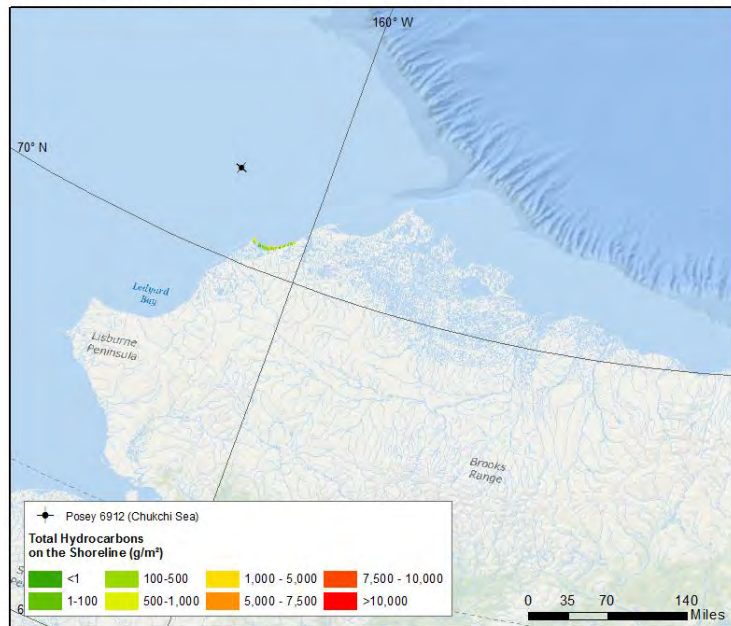 160° W
70° N
Ledyard
Bay
Lisburne
Peninsula
Brooks
Range
Posey 6912 (Chukchi Sea)
Total Hydrocarbons
on the Shoreline (g/m²)
<1
100-500
1,000 - 5,000
7,500 - 10,000
1-100
500-1,000
5,000 - 7,500
>10,000
0 35 70 140
Miles